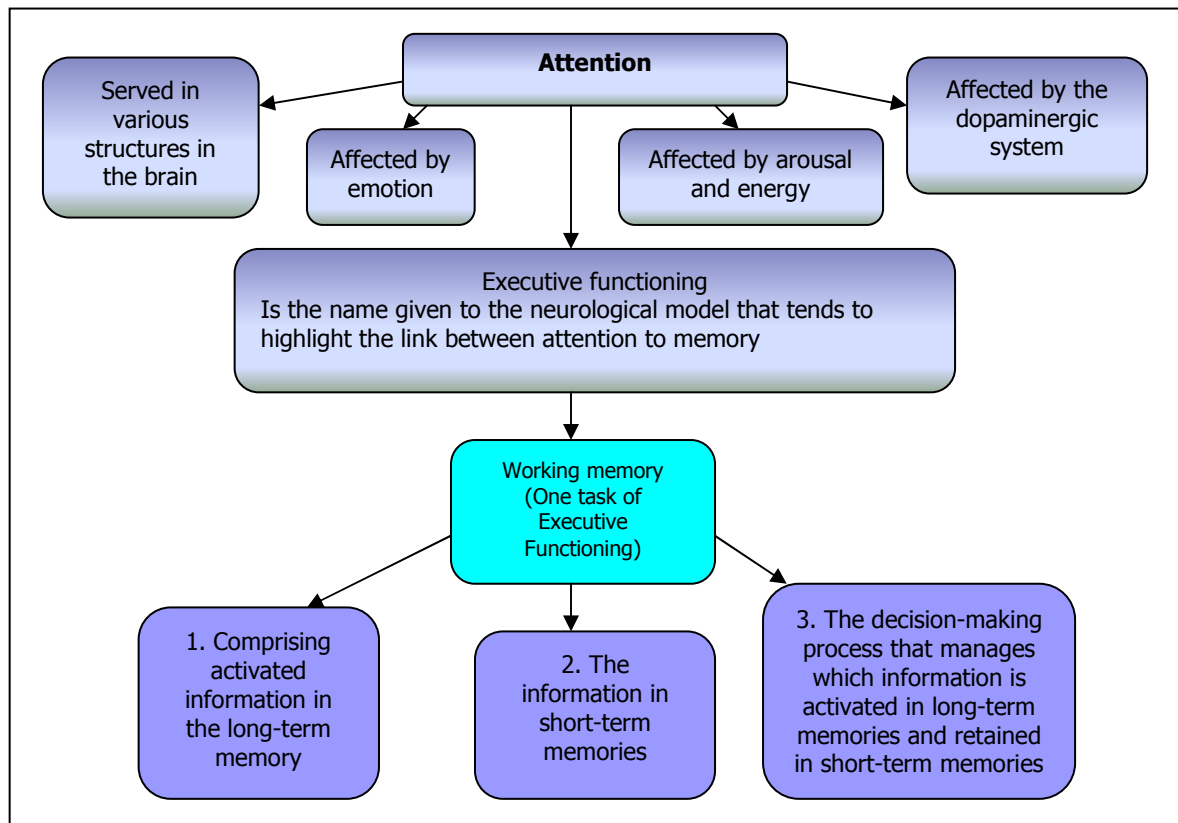 Attention
Served in
various
structures in
the brain
Affected by
emotion
Affected by arousal
and energy
Affected by the
dopaminergic
system
Executive functioning
Is the name given to the neurological model that tends to
highlight the link between attention to memory
Working memory
(One task of
Executive
Functioning)
1. Comprising
activated
information in
the long-term
memory
2. The
information in
short-term
memories
3. The decision-making
process that manages
which information is
activated in long-term
memories and retained
in short-term memories